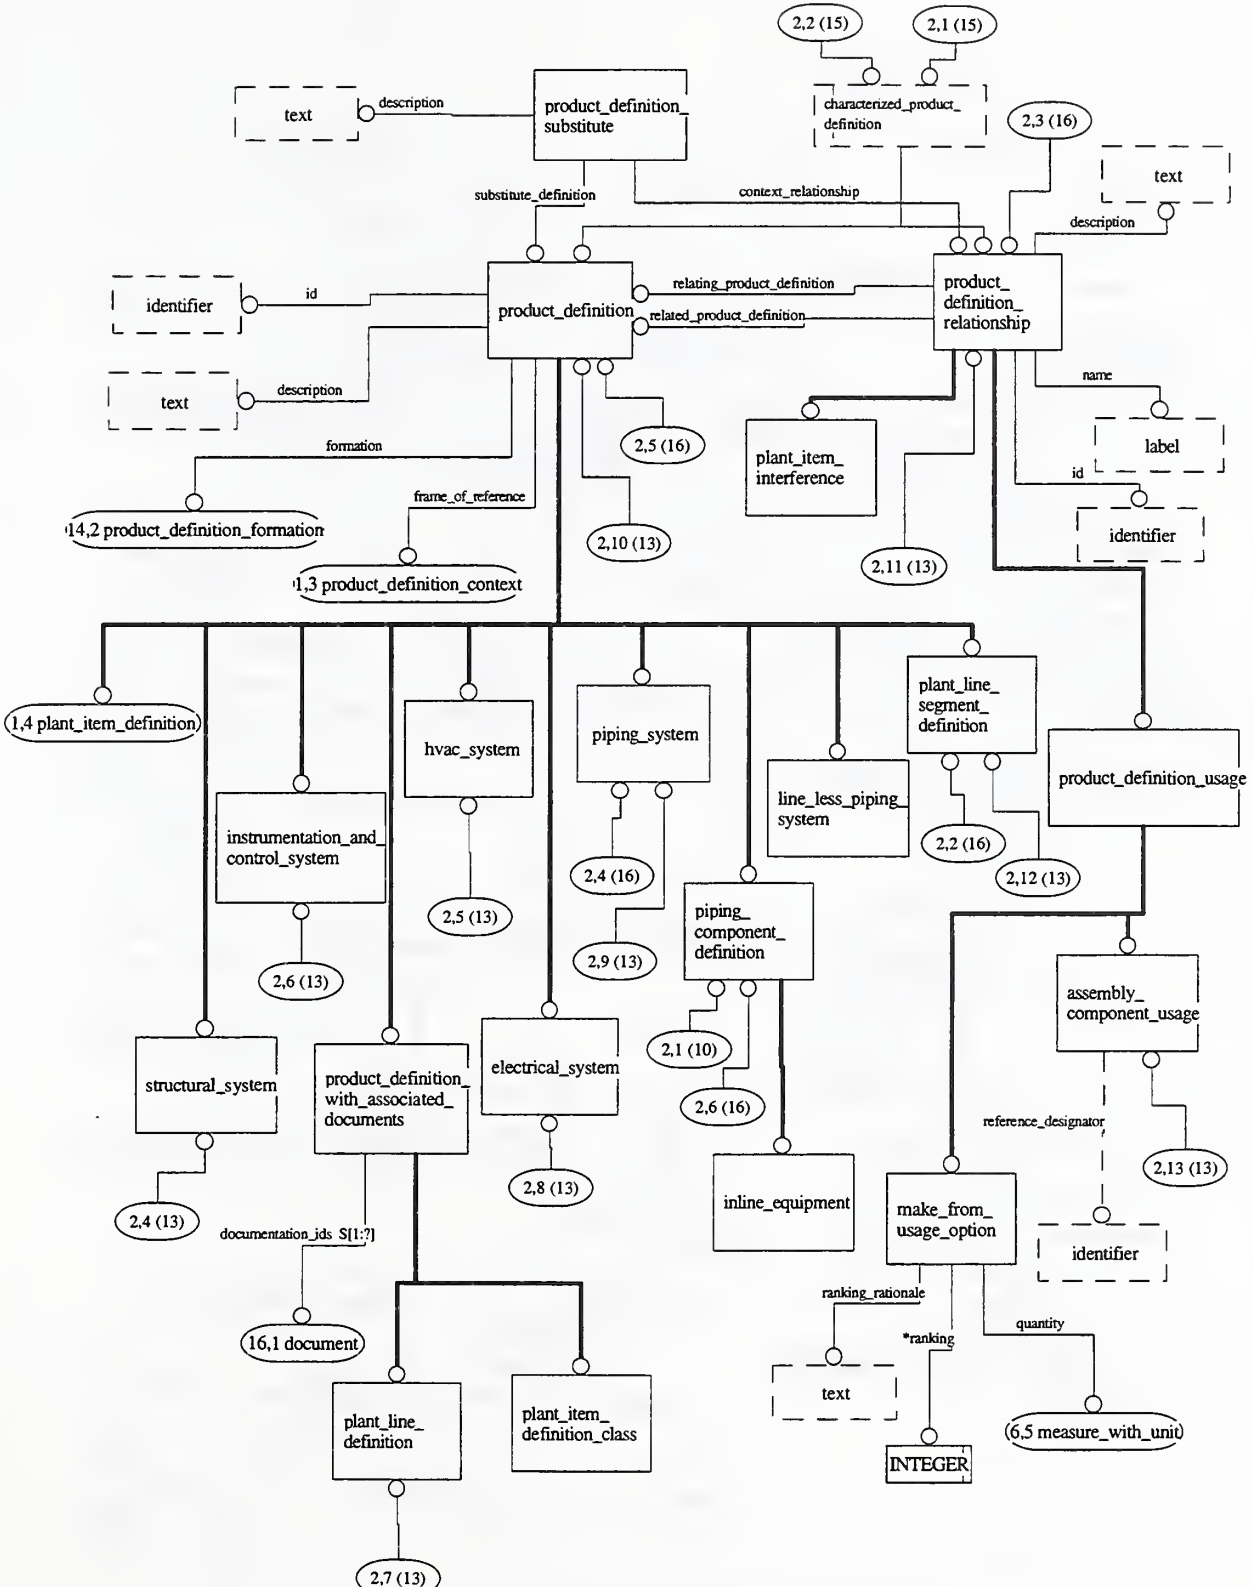 2,2 (15)
2,1 (15)
text
description
product_definition_
substitute
characterized_product_
definition
2,3 (16)
text
substitute_definition
context_relationship
description
identifier
id
product_definition
relating_product_definition
related_product_definition
product_
definition_
relationship
text
description
name
formation
2,5 (16)
plant_item_
interference
label
frame_of_reference
id
14,2 product_definition_formation
2,10 (13)
2,11 (13)
identifier
1,3 product_definition_context
1,4 plant_item_definition
hvac_system
piping_system
plant_line_
segment_
definition
product_definition_usage
instrumentation_and_
control_system
line_less_piping_
system
2,2 (16)
2,4 (16)
2,12 (13)
2,5 (13)
piping_
component_
definition
2,6 (13)
2,9 (13)
assembly_
component_usage
structural_system
product_definition_
with_associated_
documents
electrical_system
2,1 (10)
2,6 (16)
reference_designator
2,13 (13)
2,4 (13)
2,8 (13)
inline_equipment
make_from_
usage_option
documentation_ids S[1:?]
identifier
16,1 document
ranking_rationale
*ranking
quantity
plant_line_
definition
plant_item_
definition_class
text
6,5 measure_with_unit
INTEGER
2,7 (13)